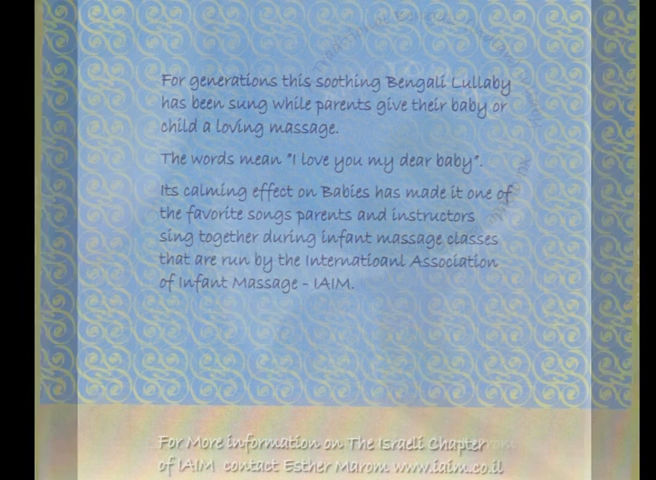 For generations this soothing Bengali Lullaby
has been sung while parents give their baby or
child a loving massage.
The words mean "I love you my dear baby".
Its calming effect on Babies has made it one of
the favorite songs parents and instructors
sing together during infant massage classes
that are run by the Internatioanl Association
of Infant Massage - IAIM.
For More information on The Israeli Chapter
of IAIM contact Esther Marom www.iaim.co.il